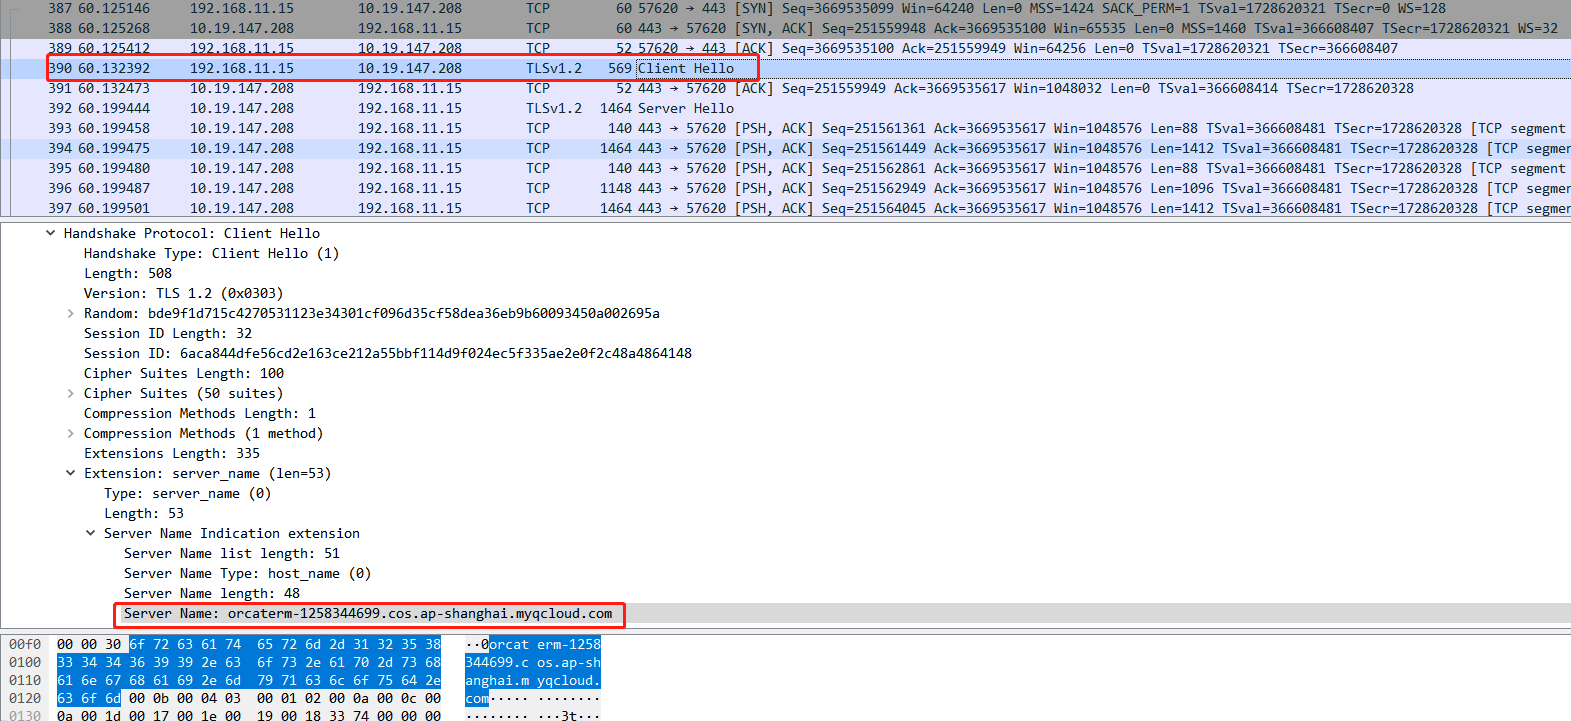 387 60.125146 192.168.11.15 10.19.147.208 TCP 60 57620 → 443 [SYN] Seq=3669535099 Win=64240 Len=0 MSS=1424 SACK_PERM=1 TSval=1728620321 TSecr=0 WS=128
388 60.125268 10.19.147.208 192.168.11.15 TCP 60 443 → 57620 [SYN, ACK] Seq=251559948 Ack=3669535100 Win=65535 Len=0 MSS=1460 TSval=366608407 TSecr=1728620321 WS=32
389 60.125412 192.168.11.15 10.19.147.208 TCP 52 57620 → 443 [ACK] Seq=3669535100 Ack=251559949 Win=64256 Len=0 TSval=1728620321 TSecr=366608407
390 60.132392 192.168.11.15 10.19.147.208 TLSv1.2 569 Client Hello
391 60.132473 10.19.147.208 192.168.11.15 TCP 52 443 → 57620 [ACK] Seq=251559949 Ack=3669535617 Win=1048032 Len=0 TSval=366608414 TSecr=1728620328
392 60.199444 10.19.147.208 192.168.11.15 TLSv1.2 1464 Server Hello
393 60.199458 10.19.147.208 192.168.11.15 TCP 140 443 → 57620 [PSH, ACK] Seq=251561361 Ack=3669535617 Win=1048576 Len=88 TSval=366608481 TSecr=1728620328 [TCP segment
394 60.199475 10.19.147.208 192.168.11.15 TCP 1464 443 → 57620 [PSH, ACK] Seq=251561449 Ack=3669535617 Win=1048576 Len=1412 TSval=366608481 TSecr=1728620328 [TCP segmen
395 60.199480 10.19.147.208 192.168.11.15 TCP 140 443 → 57620 [PSH, ACK] Seq=251562861 Ack=3669535617 Win=1048576 Len=88 TSval=366608481 TSecr=1728620328 [TCP segment
396 60.199487 10.19.147.208 192.168.11.15 TCP 1148 443 → 57620 [PSH, ACK] Seq=251562949 Ack=3669535617 Win=1048576 Len=1096 TSval=366608481 TSecr=1728620328 [TCP segmen
397 60.199501 10.19.147.208 192.168.11.15 TCP 1464 443 → 57620 [PSH, ACK] Seq=251564045 Ack=3669535617 Win=1048576 Len=1412 TSval=366608481 TSecr=1728620328 [TCP segmen
Handshake Protocol: Client Hello
Handshake Type: Client Hello (1)
Length: 508
Version: TLS 1.2 (0x0303)
Random: bde9f1d715c4270531123e34301cf096d35cf58dea36eb9b60093450a002695a
Session ID Length: 32
Session ID: 6aca844dfe56cd2e163ce212a55bbf114d9f024ec5f335ae2e0f2c48a4864148
Cipher Suites Length: 100
Cipher Suites (50 suites)
Compression Methods Length: 1
Compression Methods (1 method)
Extensions Length: 335
Extension: server_name (len=53)
Type: server_name (0)
Length: 53
Server Name Indication extension
Server Name list length: 51
Server Name Type: host_name (0)
Server Name length: 48
Server Name: orcaterm-1258344699.cos.ap-shanghai.myqcloud.com
00f0 00 00 30 6f 72 63 61 74 65 72 6d 2d 31 32 35 38 ··0orcat erm-1258
0100 33 34 34 36 39 39 2e 63 6f 73 2e 61 70 2d 73 68 344699.c os.ap-sh
0110 61 6e 67 68 61 69 2e 6d 79 71 63 6c 6f 75 64 2e anghai.m yqcloud.
0120 63 6f 6d 00 0b 00 04 03 00 01 02 00 0a 00 0c 00 com····· ········
0130 0a 00 1d 00 17 00 1e 00 19 00 18 33 74 00 00 00 ········ ···3t···